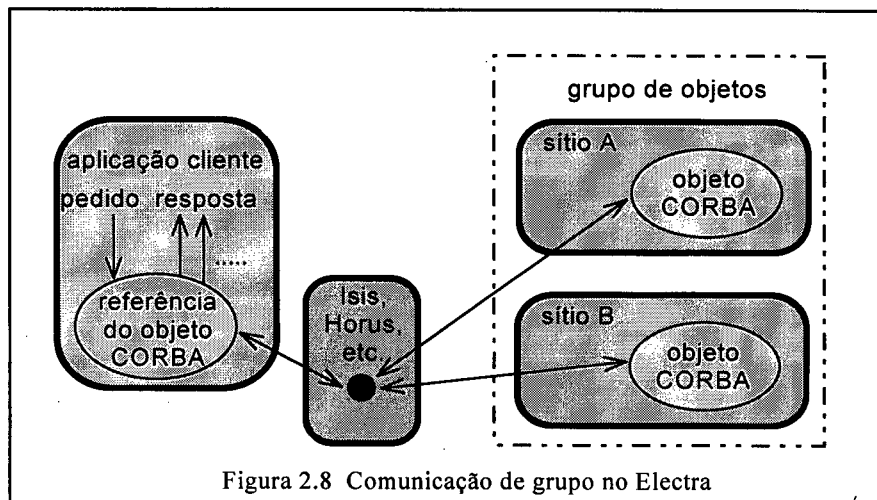 grupo de objetos
aplicação cliente
pedido resposta
.....
referência
do objeto
CORBA
Isis,
Horus,
etc.
sítio A
objeto
CORBA
sítio B
objeto
CORBA
Figura 2.8 Comunicação de grupo no Electra